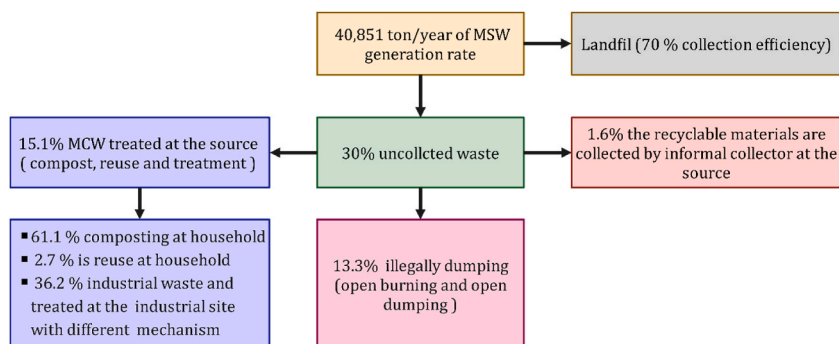 40,851 ton/year of MSW
generation rate
Landfil (70 % collection efficiency)
15.1% MCW treated at the source
( compost, reuse and treatment )
30% uncollcted waste
1.6% the recyclable materials are
collected by informal collector at the
source
▪ 61.1 % composting at household
▪ 2.7 % is reuse at household
▪ 36.2 % industrial waste and
treated at the industrial site
with different mechanism
13.3% illegally dumping
(open burning and open
dumping )